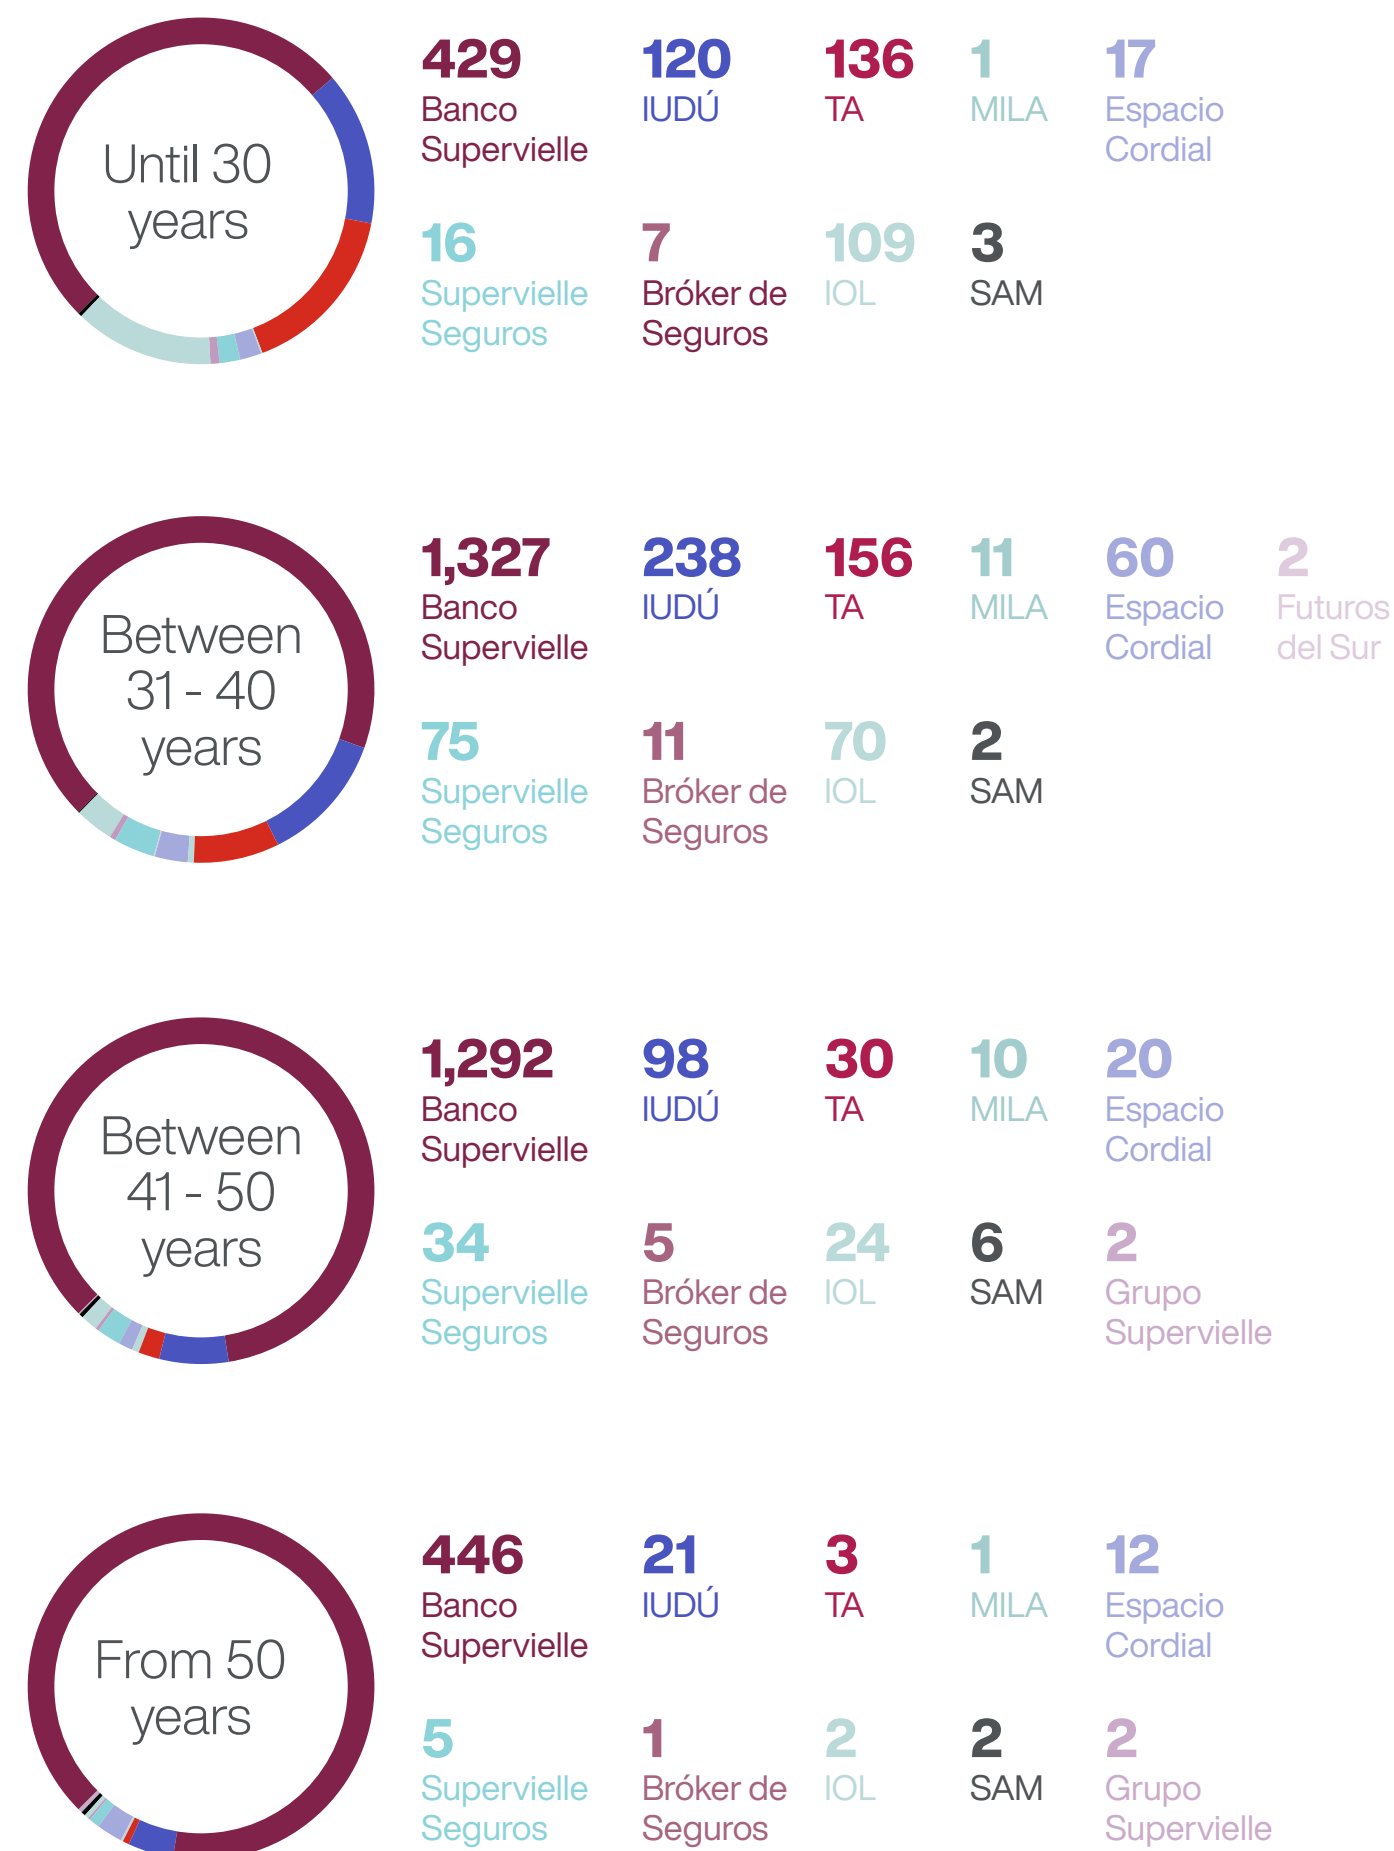 Until 30
years
429
Banco
Supervielle
120
IUDÚ
136
TA
1
MILA
17
Espacio
Cordial
16
Supervielle
Seguros
7
Bróker de
Seguros
109
IOL
3
SAM
Between
31 - 40
years
1,327
Banco
Supervielle
238
IUDÚ
156
TA
11
MILA
60
Espacio
Cordial
2
Futuros
del Sur
75
Supervielle
Seguros
11
Bróker de
Seguros
70
IOL
2
SAM
Between
41 - 50
years
1,292
Banco
Supervielle
98
IUDÚ
30
TA
10
MILA
20
Espacio
Cordial
34
Supervielle
Seguros
5
Bróker de
Seguros
24
IOL
6
SAM
2
Grupo
Supervielle
From 50
years
446
Banco
Supervielle
21
IUDÚ
3
TA
1
MILA
12
Espacio
Cordial
5
Supervielle
Seguros
1
Bróker de
Seguros
2
IOL
2
SAM
2
Grupo
Supervielle